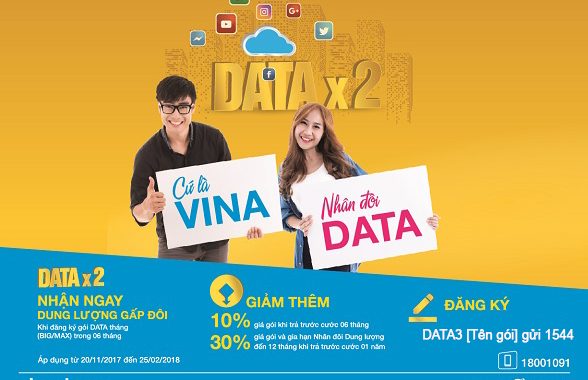 DATA x 2
Cứ là
VINA
Nhân đôi
DATA
DATA x 2
NHẬN NGAY
DUNG LƯỢNG GẤP ĐÔI
Khi đăng ký gói DATA tháng
(BIG/MAX) trong 06 tháng
Áp dụng từ 20/11/2017 đến 25/02/2018
GIẢM THÊM
10% giá gói khi trả trước cước 06 tháng
30% giá gói và gia hạn Nhân đôi Dung lượng
đến 12 tháng khi trả trước cước 01 năm
ĐĂNG KÝ
DATA3 [Tên gói] gửi 1544
18001091